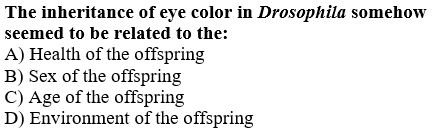 The inheritance of eye color in Drosophila somehow
seemed to be related to the:
A) Health of the offspring
B) Sex of the offspring
C) Age of the offspring
D) Environment of the offspring